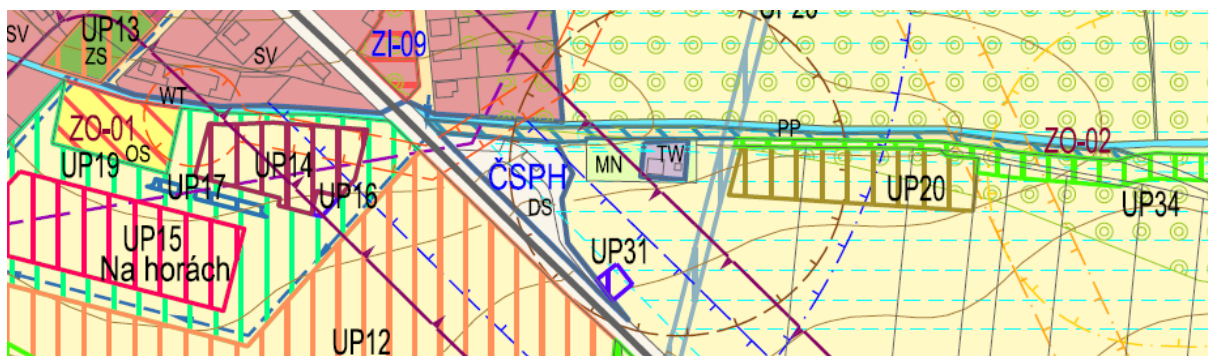 SV
UP13
ZS
SV
ZI-09
WT
ZO-01
OS
UP19
UP14
UP17
UP16
UP15
Na horách
UP12
ČSPH
DS
MN
TW
UP31
PP
UP20
ZO-02
UP34